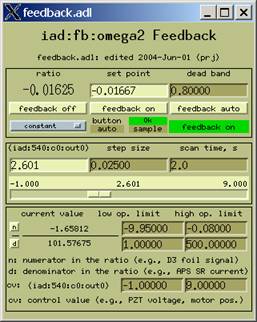 feedback.adl
iad:fb:omega2 Feedback
feedback.adl: edited 2004-Jun-01 (prj)
ratio set point dead band
-0.01625 -0.01667 0.80000
feedback off feedback on feedback auto
constant button auto Ok sample feedback on
(iad:540:c0:out0) step size scan time, s
2.601 0.02500 2.0
-1.000 2.601 9.000
current value low op. limit high op. limit
n -1.65812 -9.95000 -0.08000
d 101.57675 1.00000 500.00000
n: numerator in the ratio (e.g., D3 foil signal)
d: denominator in the ratio (e.g., APS SR current)
cv: (iad:540:c0:out0) -1.00000 9.00000
cv: control value (e.g., PZT voltage, motor pos.)